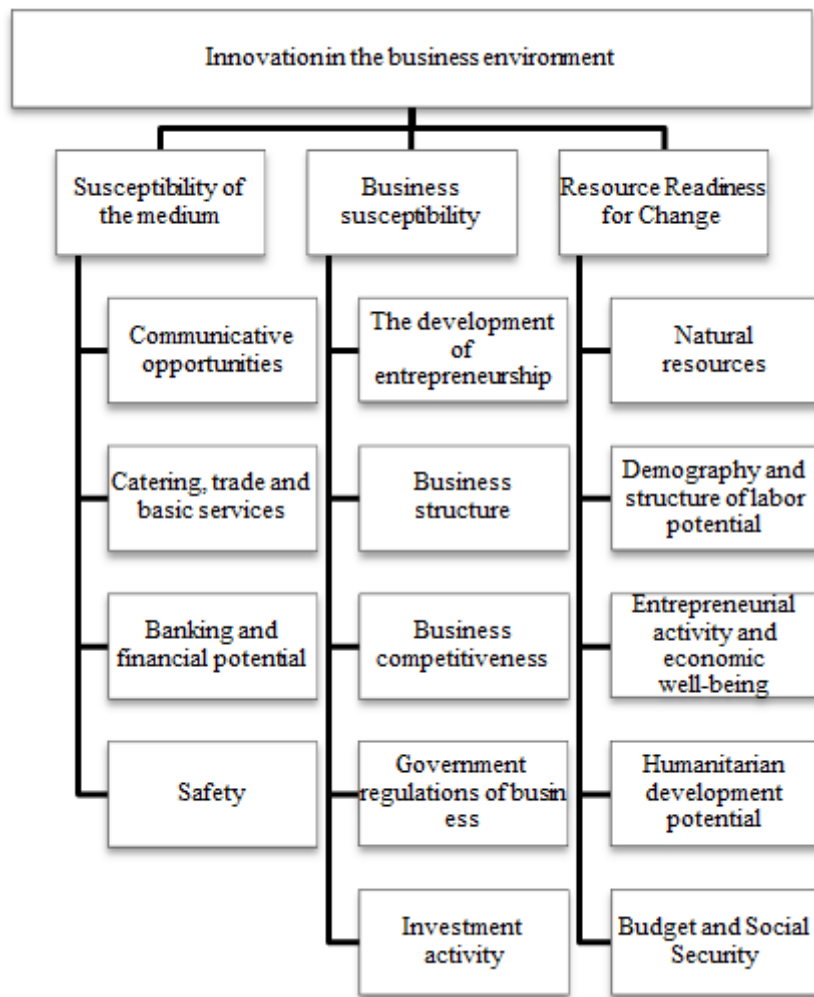 Innovation in the business environment
Susceptibility of
the medium
Communicative
opportunities
Catering, trade and
basic services
Banking and
financial potential
Safety
Business
susceptibility
The development
of
entrepreneurship
Business
structure
Business
competitiveness
Government
regulations of busin
ess
Investment
activity
Resource Readiness
for Change
Natural
resources
Demography and
structure of labor
potential
Entrepreneurial
activity and
economic
well-being
Humanitarian
development
potential
Budget and Social
Security